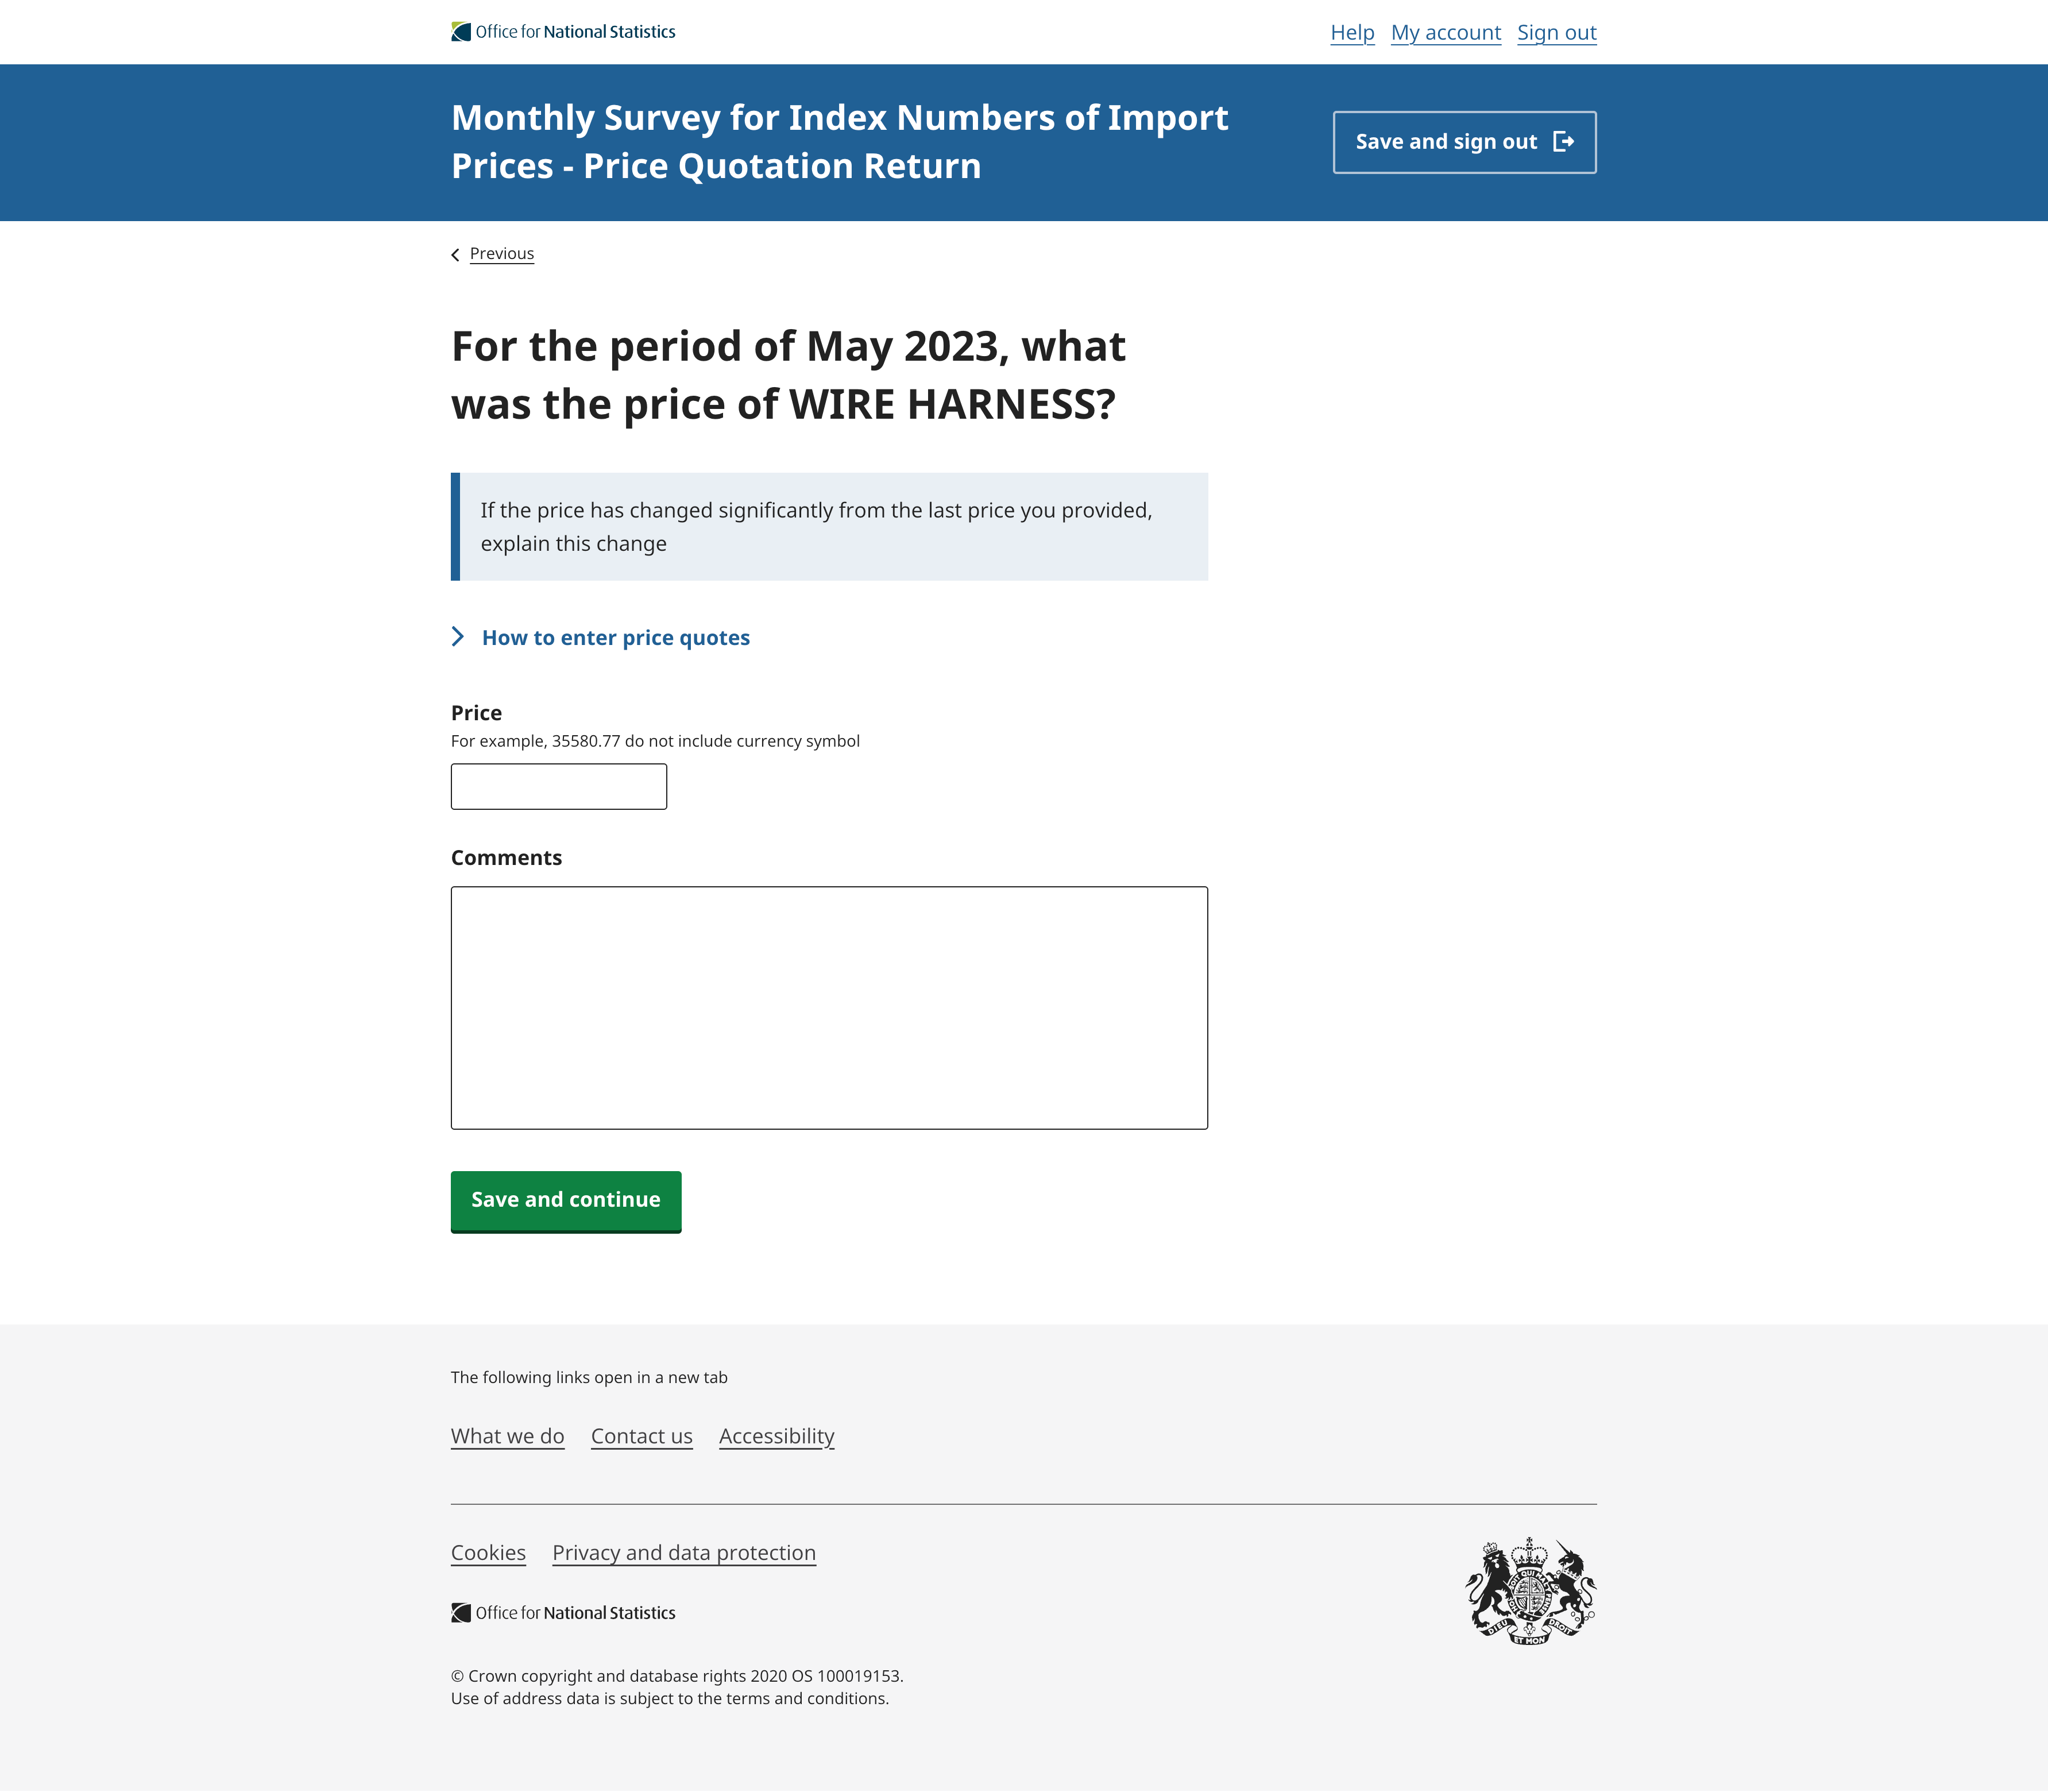 Office for National Statistics
Help My account Sign out
Monthly Survey for Index Numbers of Import
Prices - Price Quotation Return
Save and sign out
Previous
For the period of May 2023, what
was the price of WIRE HARNESS?
If the price has changed significantly from the last price you provided,
explain this change
How to enter price quotes
Price
For example, 35580.77 do not include currency symbol
Comments
Save and continue
The following links open in a new tab
What we do Contact us Accessibility
Cookies Privacy and data protection
Office for National Statistics
DIEU ET MON DROIT
© Crown copyright and database rights 2020 OS 100019153.
Use of address data is subject to the terms and conditions.